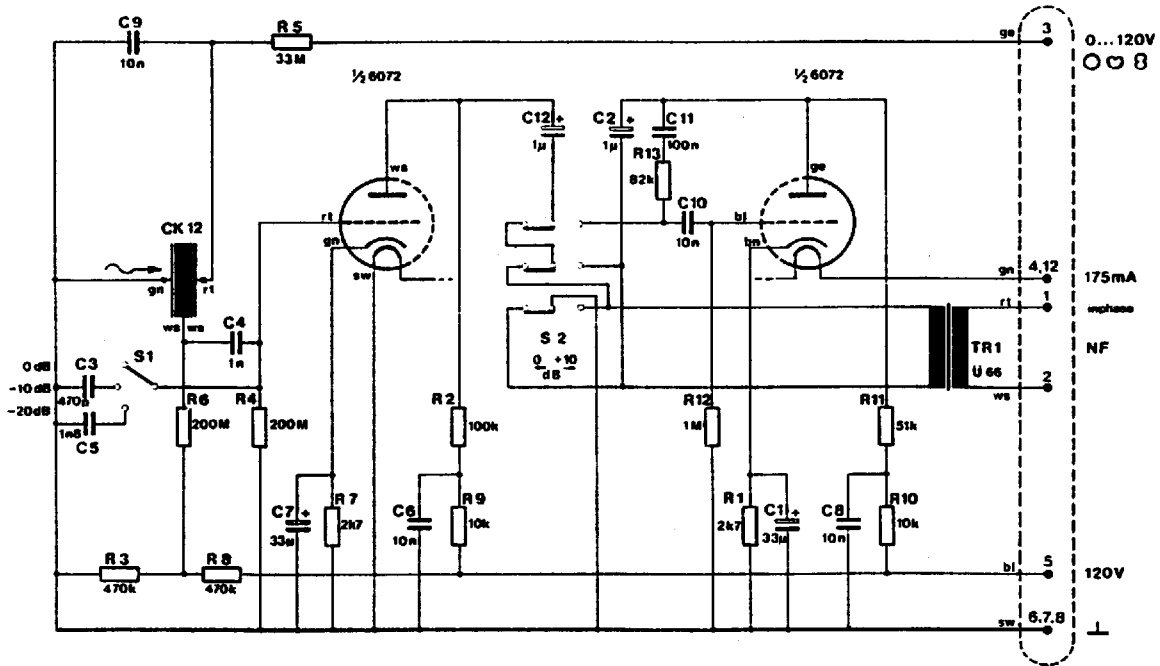 C9
10n
R5
33M
ge
3
0...120V
½ 6072
½ 6072
C12 +
1µ
C2 +
1µ
C11
100n
R13
82k
C10
10n
ws
ge
rt
gn
sw
bl
bn
CK 12
gn
rt
ws
ws
C4
1n
gn
4,12
175mA
rt
1
inphase
S 2
0 +10
dB
TR1
Ü 66
NF
2
ws
0 dB
-10dB
-20dB
C3
470p
S1
1n8
C5
R6
200M
R4
200M
R2
100k
R12
1M
R11
51k
C7 +
33µ
R7
2k7
C6
10n
R9
10k
R1
2k7
C1 +
33µ
C8
10n
R10
10k
R3
470k
R8
470k
bl
5
120V
sw
6.7.8